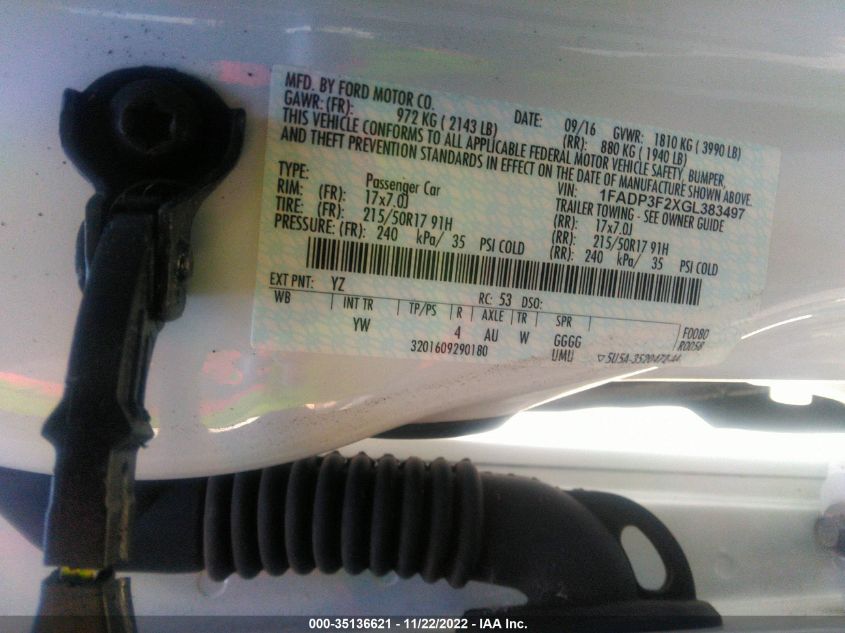 MFD. BY FORD MOTOR CO.
DATE: 09/16 GVWR: 1810 KG ( 3990 LB)
GAWR:(FR): 972 KG ( 2143 LB) (RR): 880 KG ( 1940 LB)
THIS VEHICLE CONFORMS TO ALL APPLICABLE FEDERAL MOTOR VEHICLE SAFETY, BUMPER,
AND THEFT PREVENTION STANDARDS IN EFFECT ON THE DATE OF MANUFACTURE SHOWN ABOVE.
VIN: 1FADP3F2XGL383497
TYPE: Passenger Car TRAILER TOWING - SEE OWNER GUIDE
RIM: (FR): 17x7.0J (RR): 17x7.0J
TIRE: (FR): 215/50R17 91H (RR): 215/50R17 91H
PRESSURE: (FR): 240 kPa/ 35 PSI COLD (RR): 240 kPa/ 35 PSI COLD
EXT PNT: YZ RC: 53 DSO:
WB INT TR TP/PS R AXLE TR SPR
YW 4 AU W GGGG F0080
3201609290180 UMU R0058
000-35136621 - 11/22/2022 - IAA Inc.